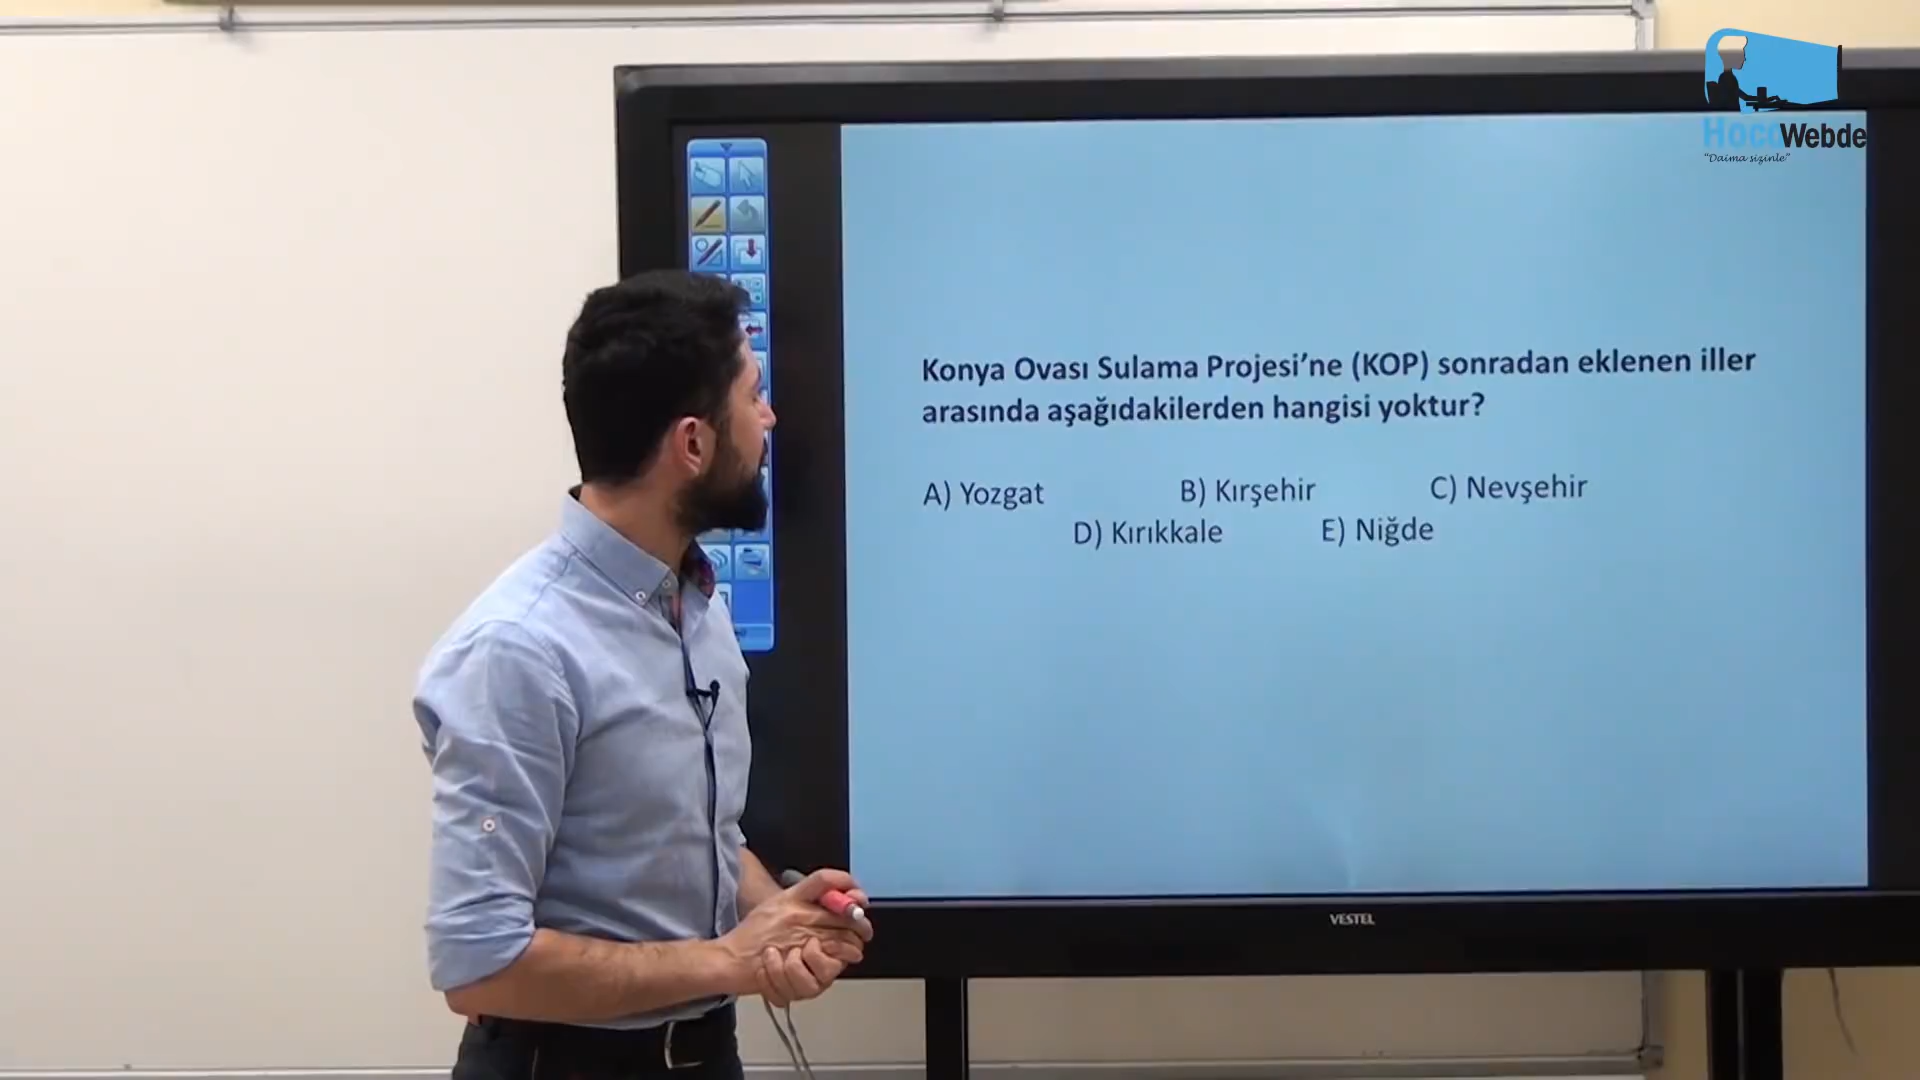 HocaWebde
"Daima sizinle"
Konya Ovası Sulama Projesi’ne (KOP) sonradan eklenen iller
arasında aşağıdakilerden hangisi yoktur?
A) Yozgat B) Kırşehir C) Nevşehir
D) Kırıkkale E) Niğde
VESTEL